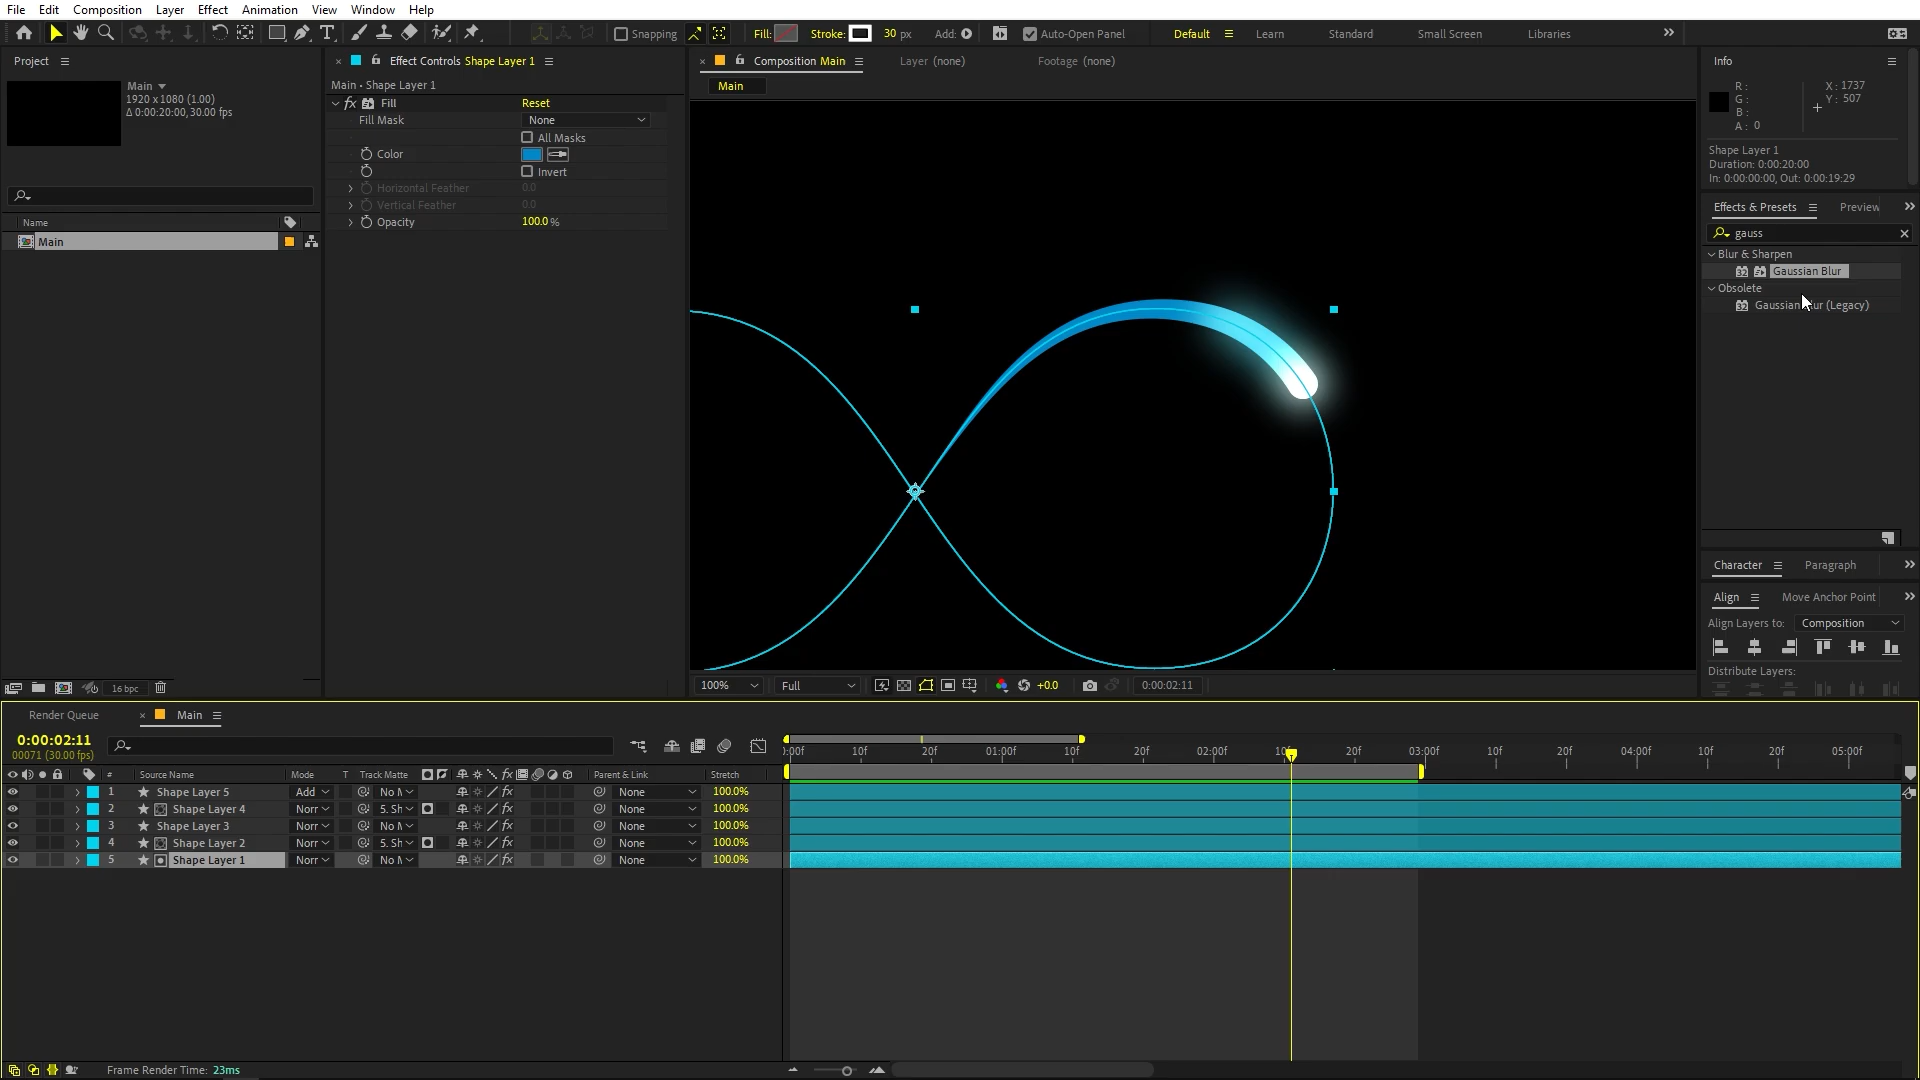 File Edit Composition Layer Effect Animation View Window Help
Snapping Fill: Stroke: 30 px Add: Auto-Open Panel Default Learn Standard Small Screen Libraries
Project
Main
1920 x 1080 (1.00)
Δ 0:00:20:00, 30.00 fps
Name
Main
16 bpc
Effect Controls Shape Layer 1
Main • Shape Layer 1
fx Fill Reset
Fill Mask None
All Masks
Color
Invert
Horizontal Feather 0.0
Vertical Feather 0.0
Opacity 100.0 %
Composition Main Layer (none) Footage (none)
Main
100% Full +0.0 0:00:02:11
Info
R: X: 1737
G: Y: 507
B:
A: 0
Shape Layer 1
Duration: 0:00:20:00
In: 0:00:00:00, Out: 0:00:19:29
Effects & Presets Preview
gauss
Blur & Sharpen
32 Gaussian Blur
Obsolete
32 Gaussian Blur (Legacy)
Character Paragraph
Align Move Anchor Point
Align Layers to: Composition
Distribute Layers:
Render Queue Main
0:00:02:11
00071 (30.00 fps)
# Source Name Mode T Track Matte fx Parent & Link Stretch
):00f 10f 20f 01:00f 10f 20f 02:00f 10f 20f 03:00f 10f 20f 04:00f 10f 20f 05:00f
1 Shape Layer 5 Add No M fx None 100.0%
2 Shape Layer 4 Norr 5. Sh fx None 100.0%
3 Shape Layer 3 Norr No M fx None 100.0%
4 Shape Layer 2 Norr 5. Sh fx None 100.0%
5 Shape Layer 1 Norr No M fx None 100.0%
Frame Render Time: 23ms